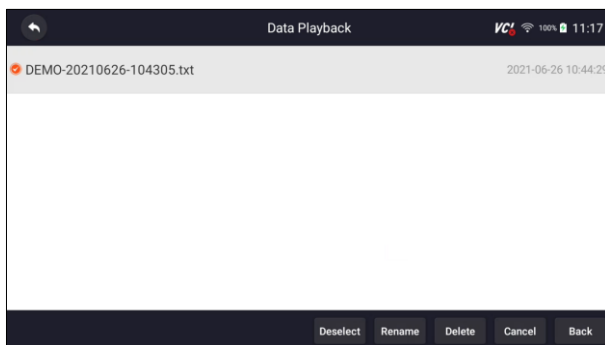 Data Playback VCI 100% 11:17
DEMO-20210626-104305.txt 2021-06-26 10:44:29
Deselect Rename Delete Cancel Back